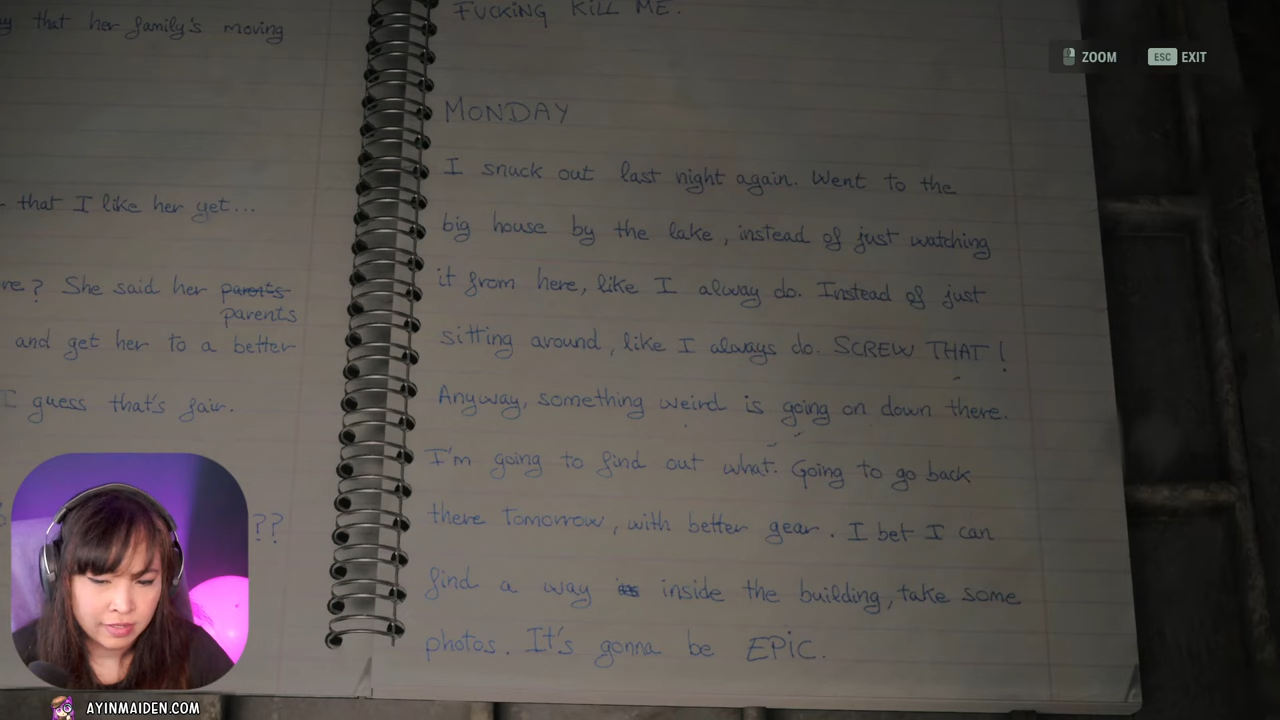 y that her family's moving
that I like her yet...
re? She said her parents
parents
and get her to a better
I guess that's fair.
??
FUCKING KILL ME.
MONDAY
I snuck out last night again. Went to the
big house by the lake, instead of just watching
it from here, like I alway do. Instead of just
sitting around, like I always do. SCREW THAT!
Anyway, something weird is going on down there.
I'm going to find out what. Going to go back
there tomorrow, with better gear. I bet I can
find a way inside the building, take some
photos. It's gonna be EPIC.
ZOOM
ESC EXIT
AYINMAIDEN.COM